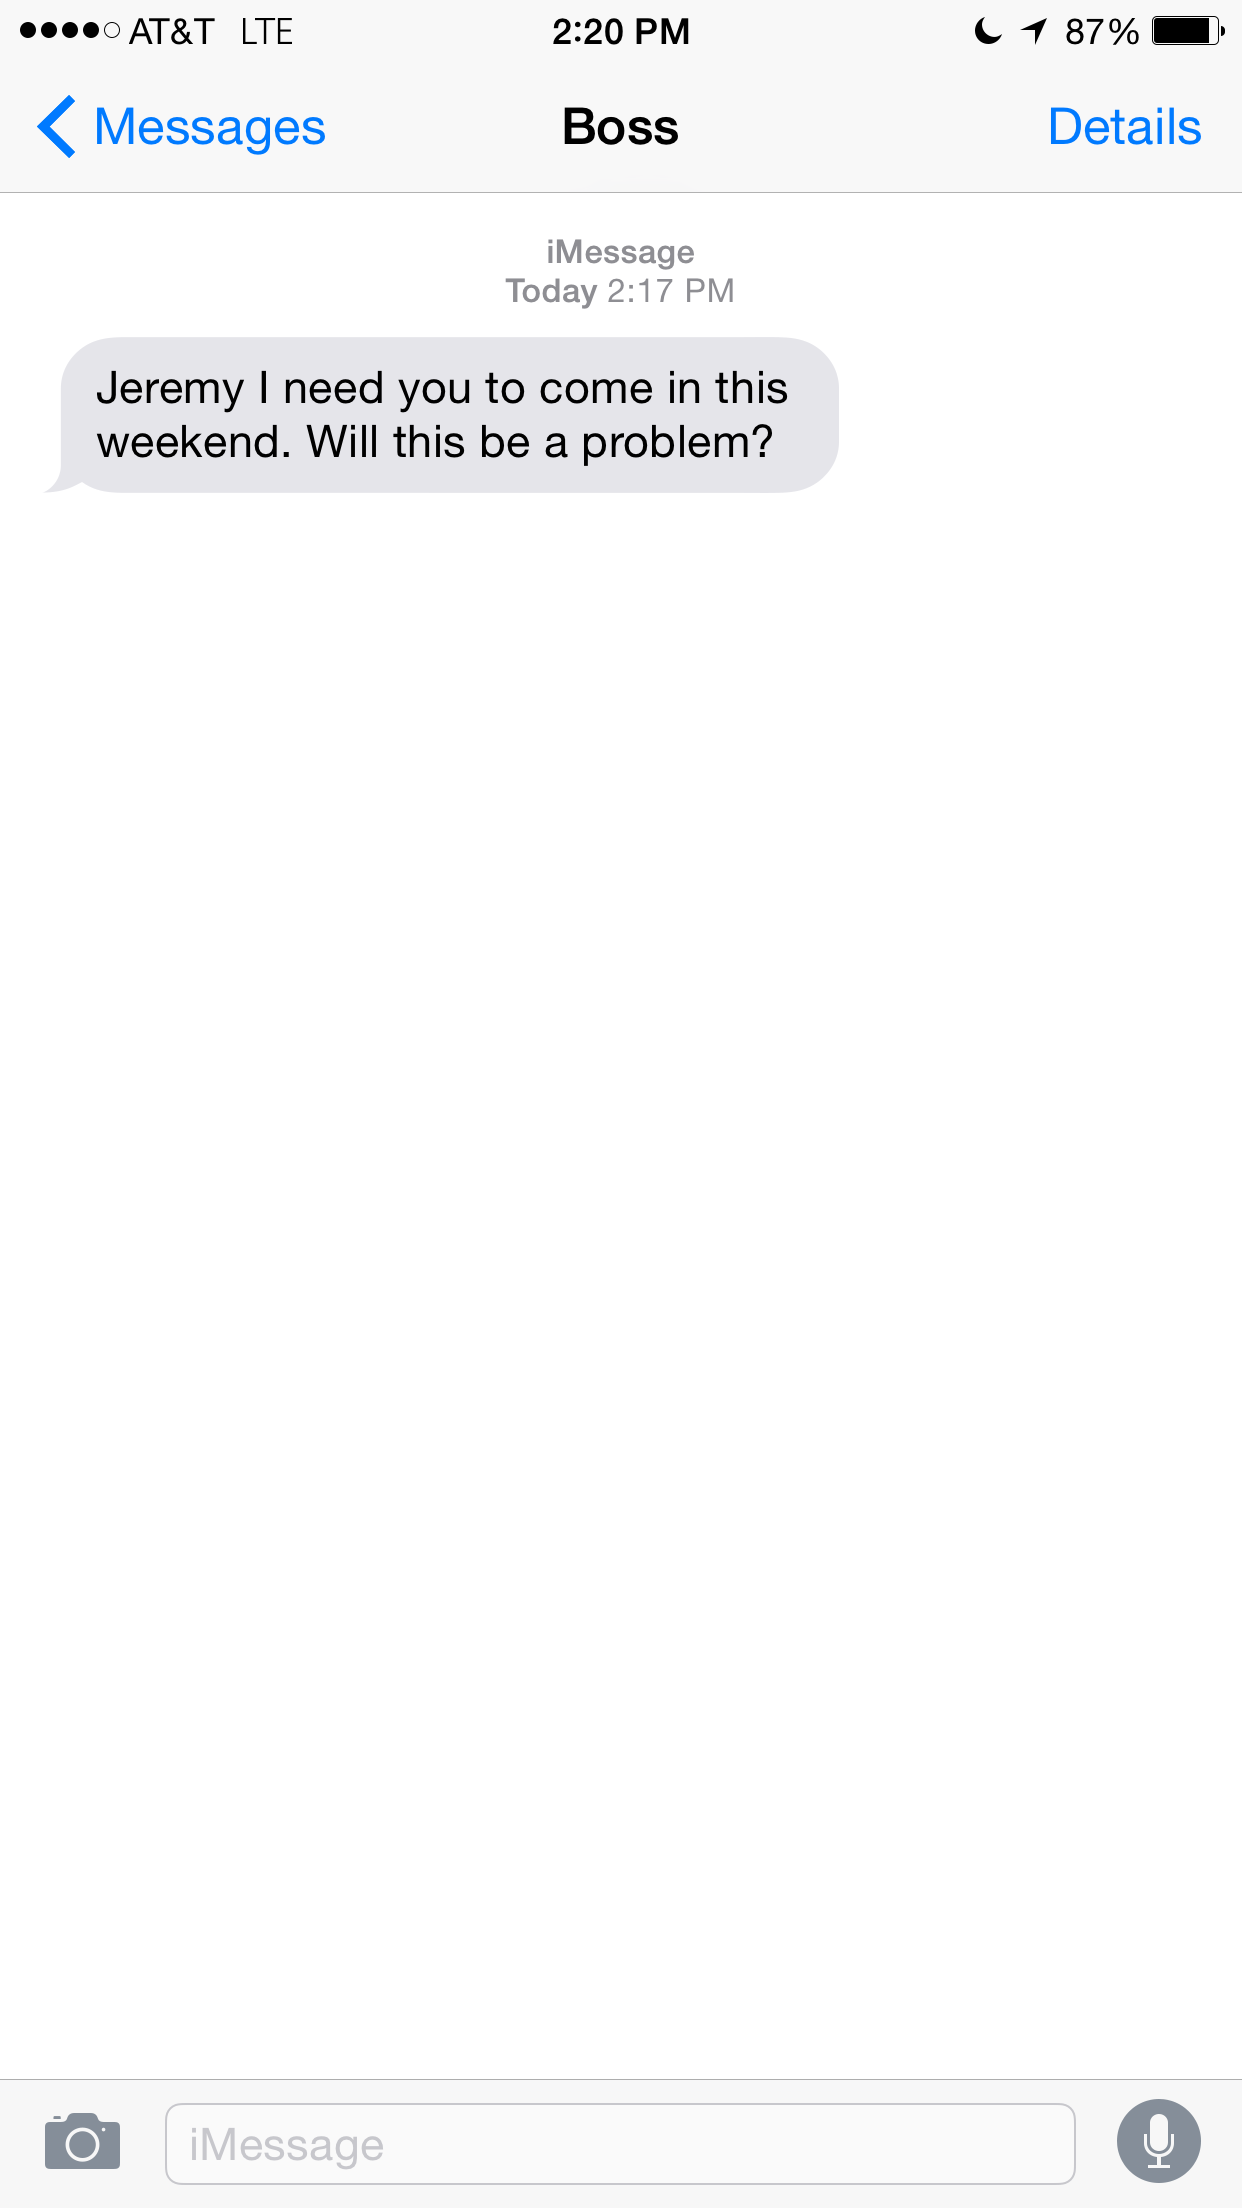 AT&T LTE 2:20 PM 87%
Messages Boss Details
iMessage
Today 2:17 PM
Jeremy I need you to come in this
weekend. Will this be a problem?
iMessage